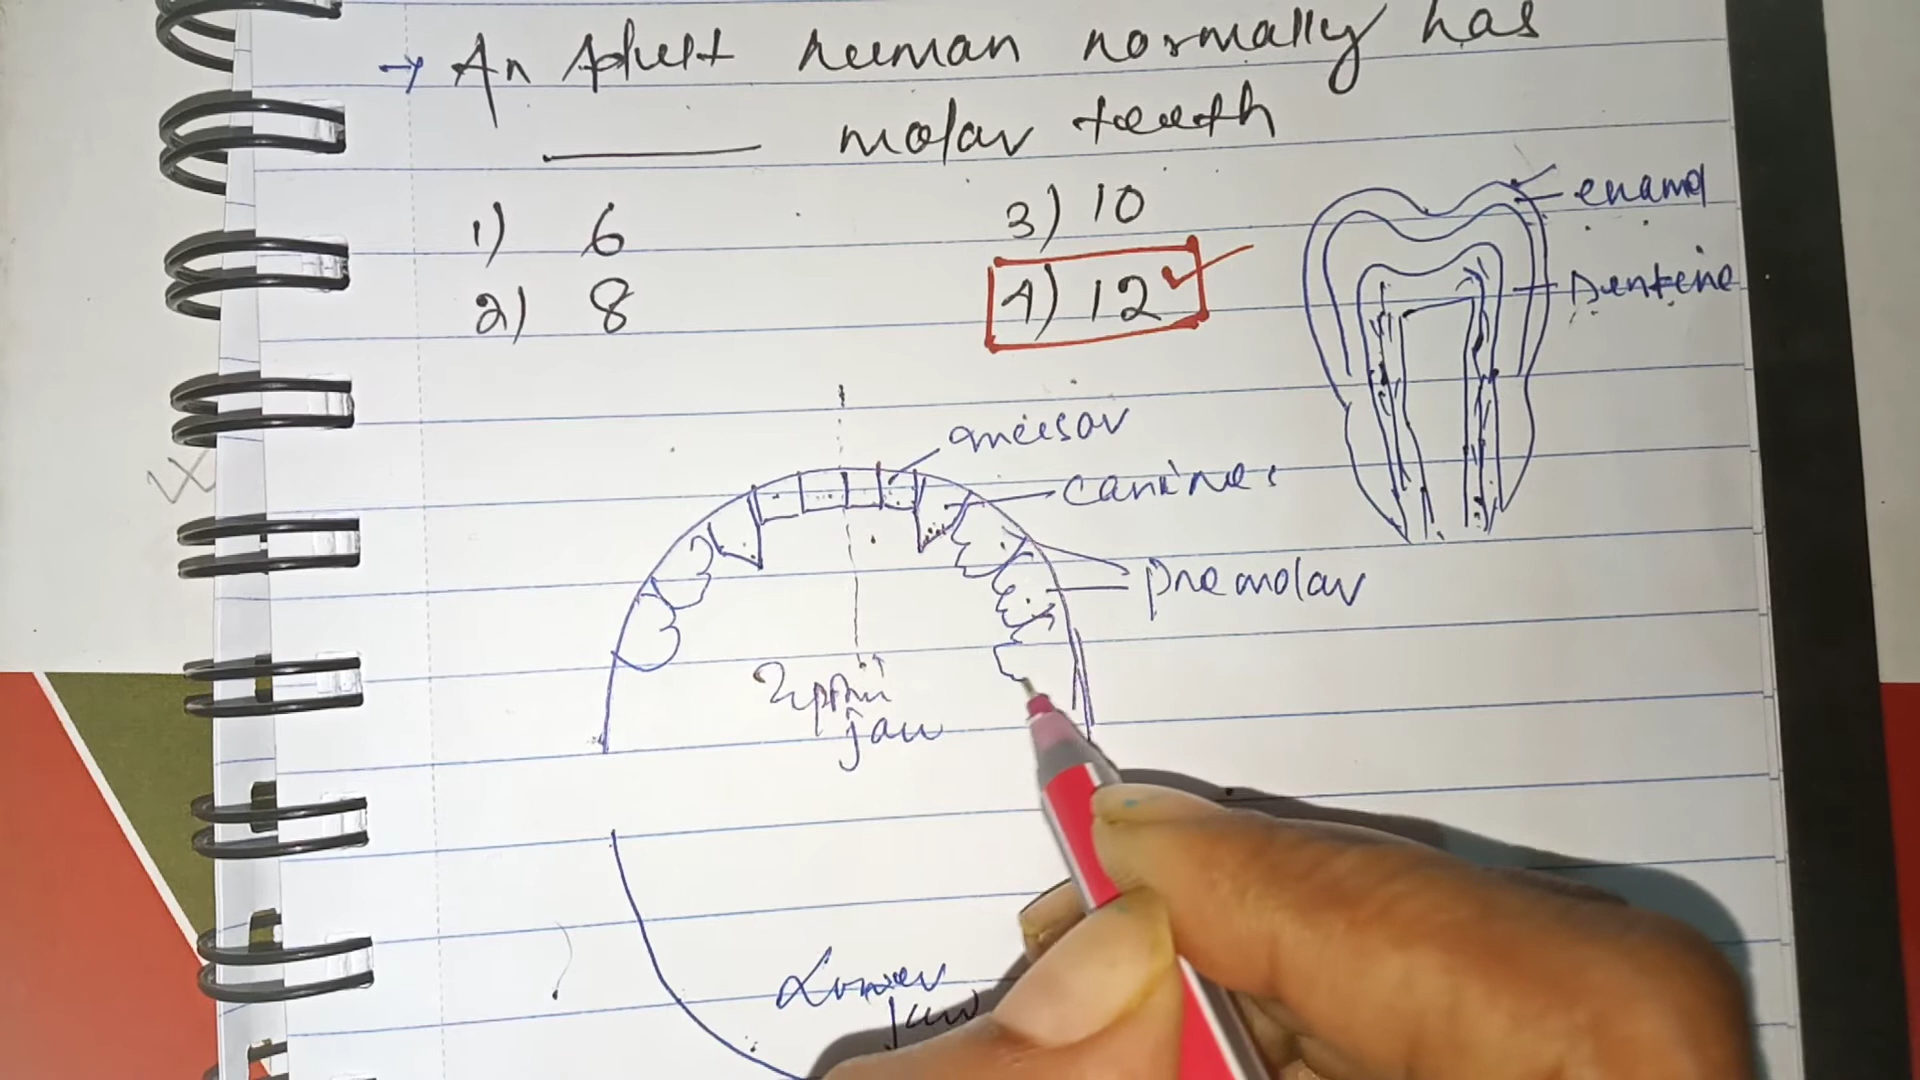 → An Adult human normally has
_______ molar teeth
1) 6
2) 8
3) 10
4) 12 ✓
enamel
Dentine
incisor
canine
premolar
Upper
jaw
Lower
jaw